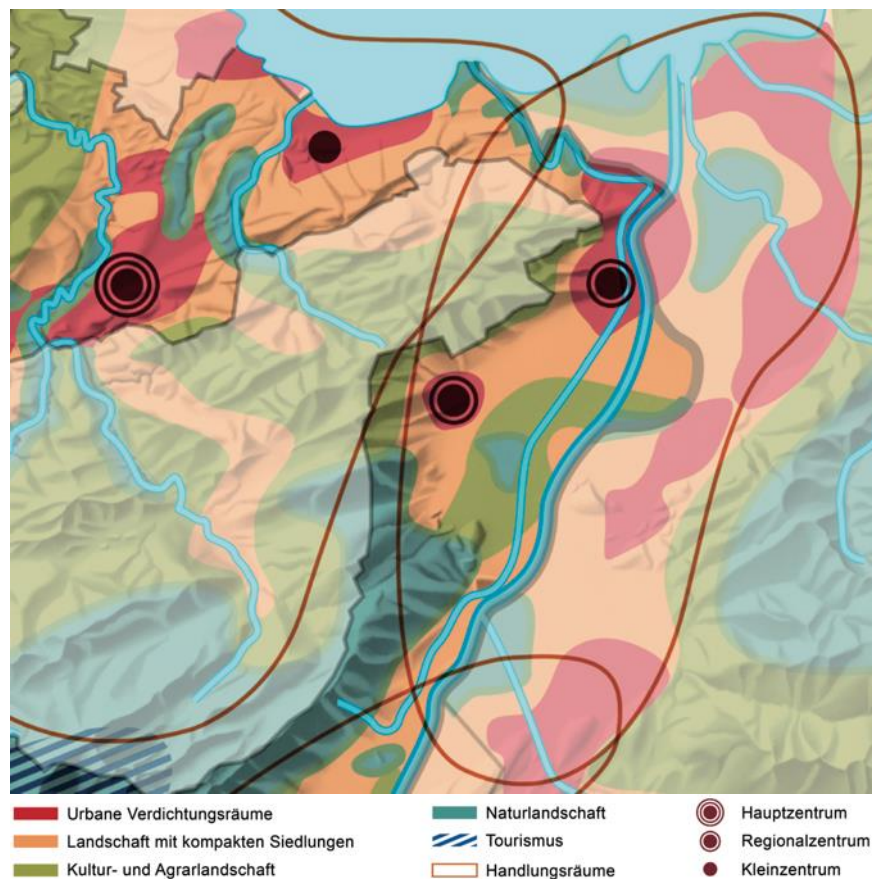 Urbane Verdichtungsräume
Landschaft mit kompakten Siedlungen
Kultur- und Agrarlandschaft
Naturlandschaft
Tourismus
Handlungsräume
Hauptzentrum
Regionalzentrum
Kleinzentrum